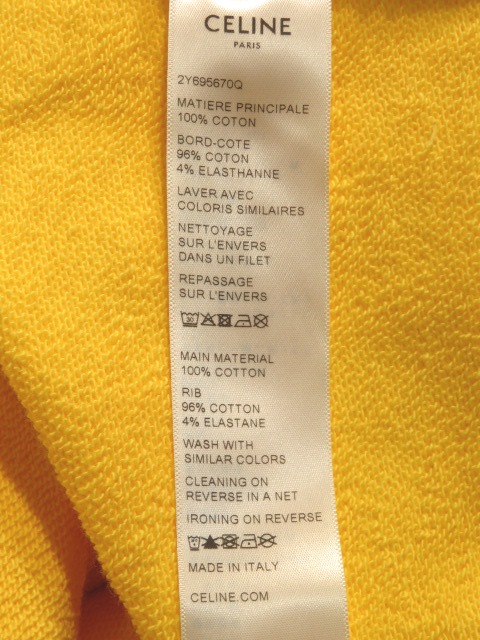 CELINE
PARIS
2Y695670Q
MATIERE PRINCIPALE
100% COTON
BORD-COTE
96% COTON
4% ELASTHANNE
LAVER AVEC
COLORIS SIMILAIRES
NETTOYAGE
SUR L'ENVERS
DANS UN FILET
REPASSAGE
SUR L'ENVERS
30
MAIN MATERIAL
100% COTTON
RIB
96% COTTON
4% ELASTANE
WASH WITH
SIMILAR COLORS
CLEANING ON
REVERSE IN A NET
IRONING ON REVERSE
MADE IN ITALY
CELINE.COM